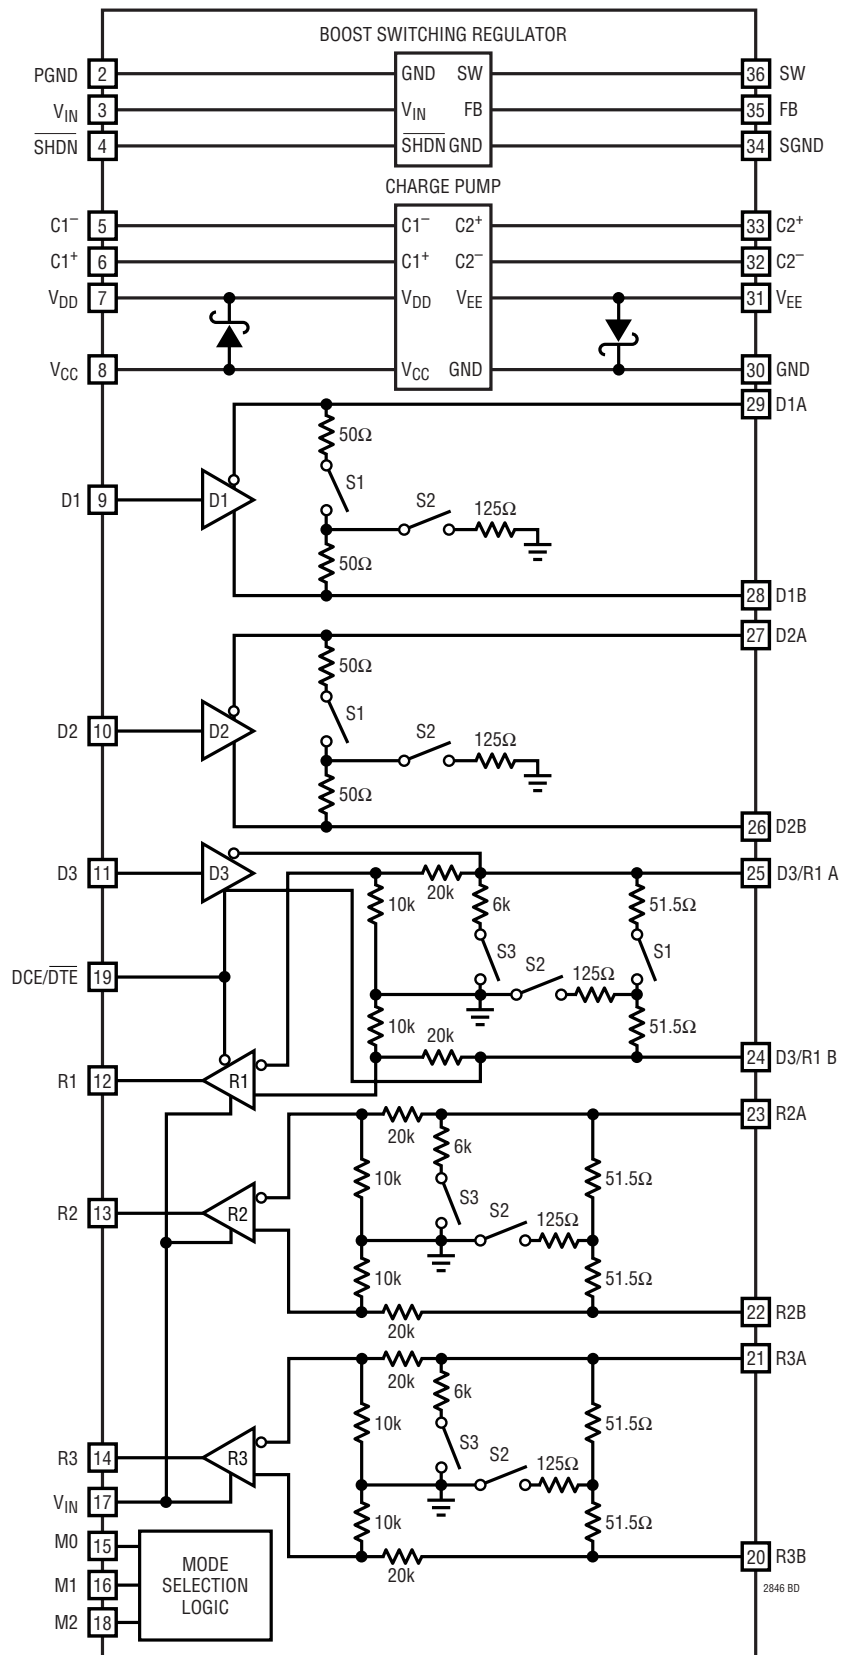 BOOST SWITCHING REGULATOR
PGND 2 GND SW 36 SW
VIN 3 VIN FB 35 FB
SHDN 4 SHDN GND 34 SGND
CHARGE PUMP
C1– 5 C1– C2+ 33 C2+
C1+ 6 C1+ C2– 32 C2–
VDD 7 VDD VEE 31 VEE
VCC 8 VCC GND 30 GND
29 D1A
50Ω
S1
D1 9 D1 S2 125Ω
50Ω
28 D1B
27 D2A
50Ω
S1
D2 10 D2 S2 125Ω
50Ω
26 D2B
D3 11 D3 25 D3/R1 A
20k
10k 6k 51.5Ω
S3 S2 125Ω S1
DCE/DTE 19
10k 20k 51.5Ω
24 D3/R1 B
R1 12 R1
23 R2A
20k 6k
10k 51.5Ω
S3 S2 125Ω
R2 13 R2
10k 51.5Ω
22 R2B
20k
21 R3A
20k 6k
10k 51.5Ω
S3 S2 125Ω
R3 14 R3
VIN 17
10k 51.5Ω
M0 15
20 R3B
20k
MODE
SELECTION
LOGIC
M1 16
M2 18
2846 BD